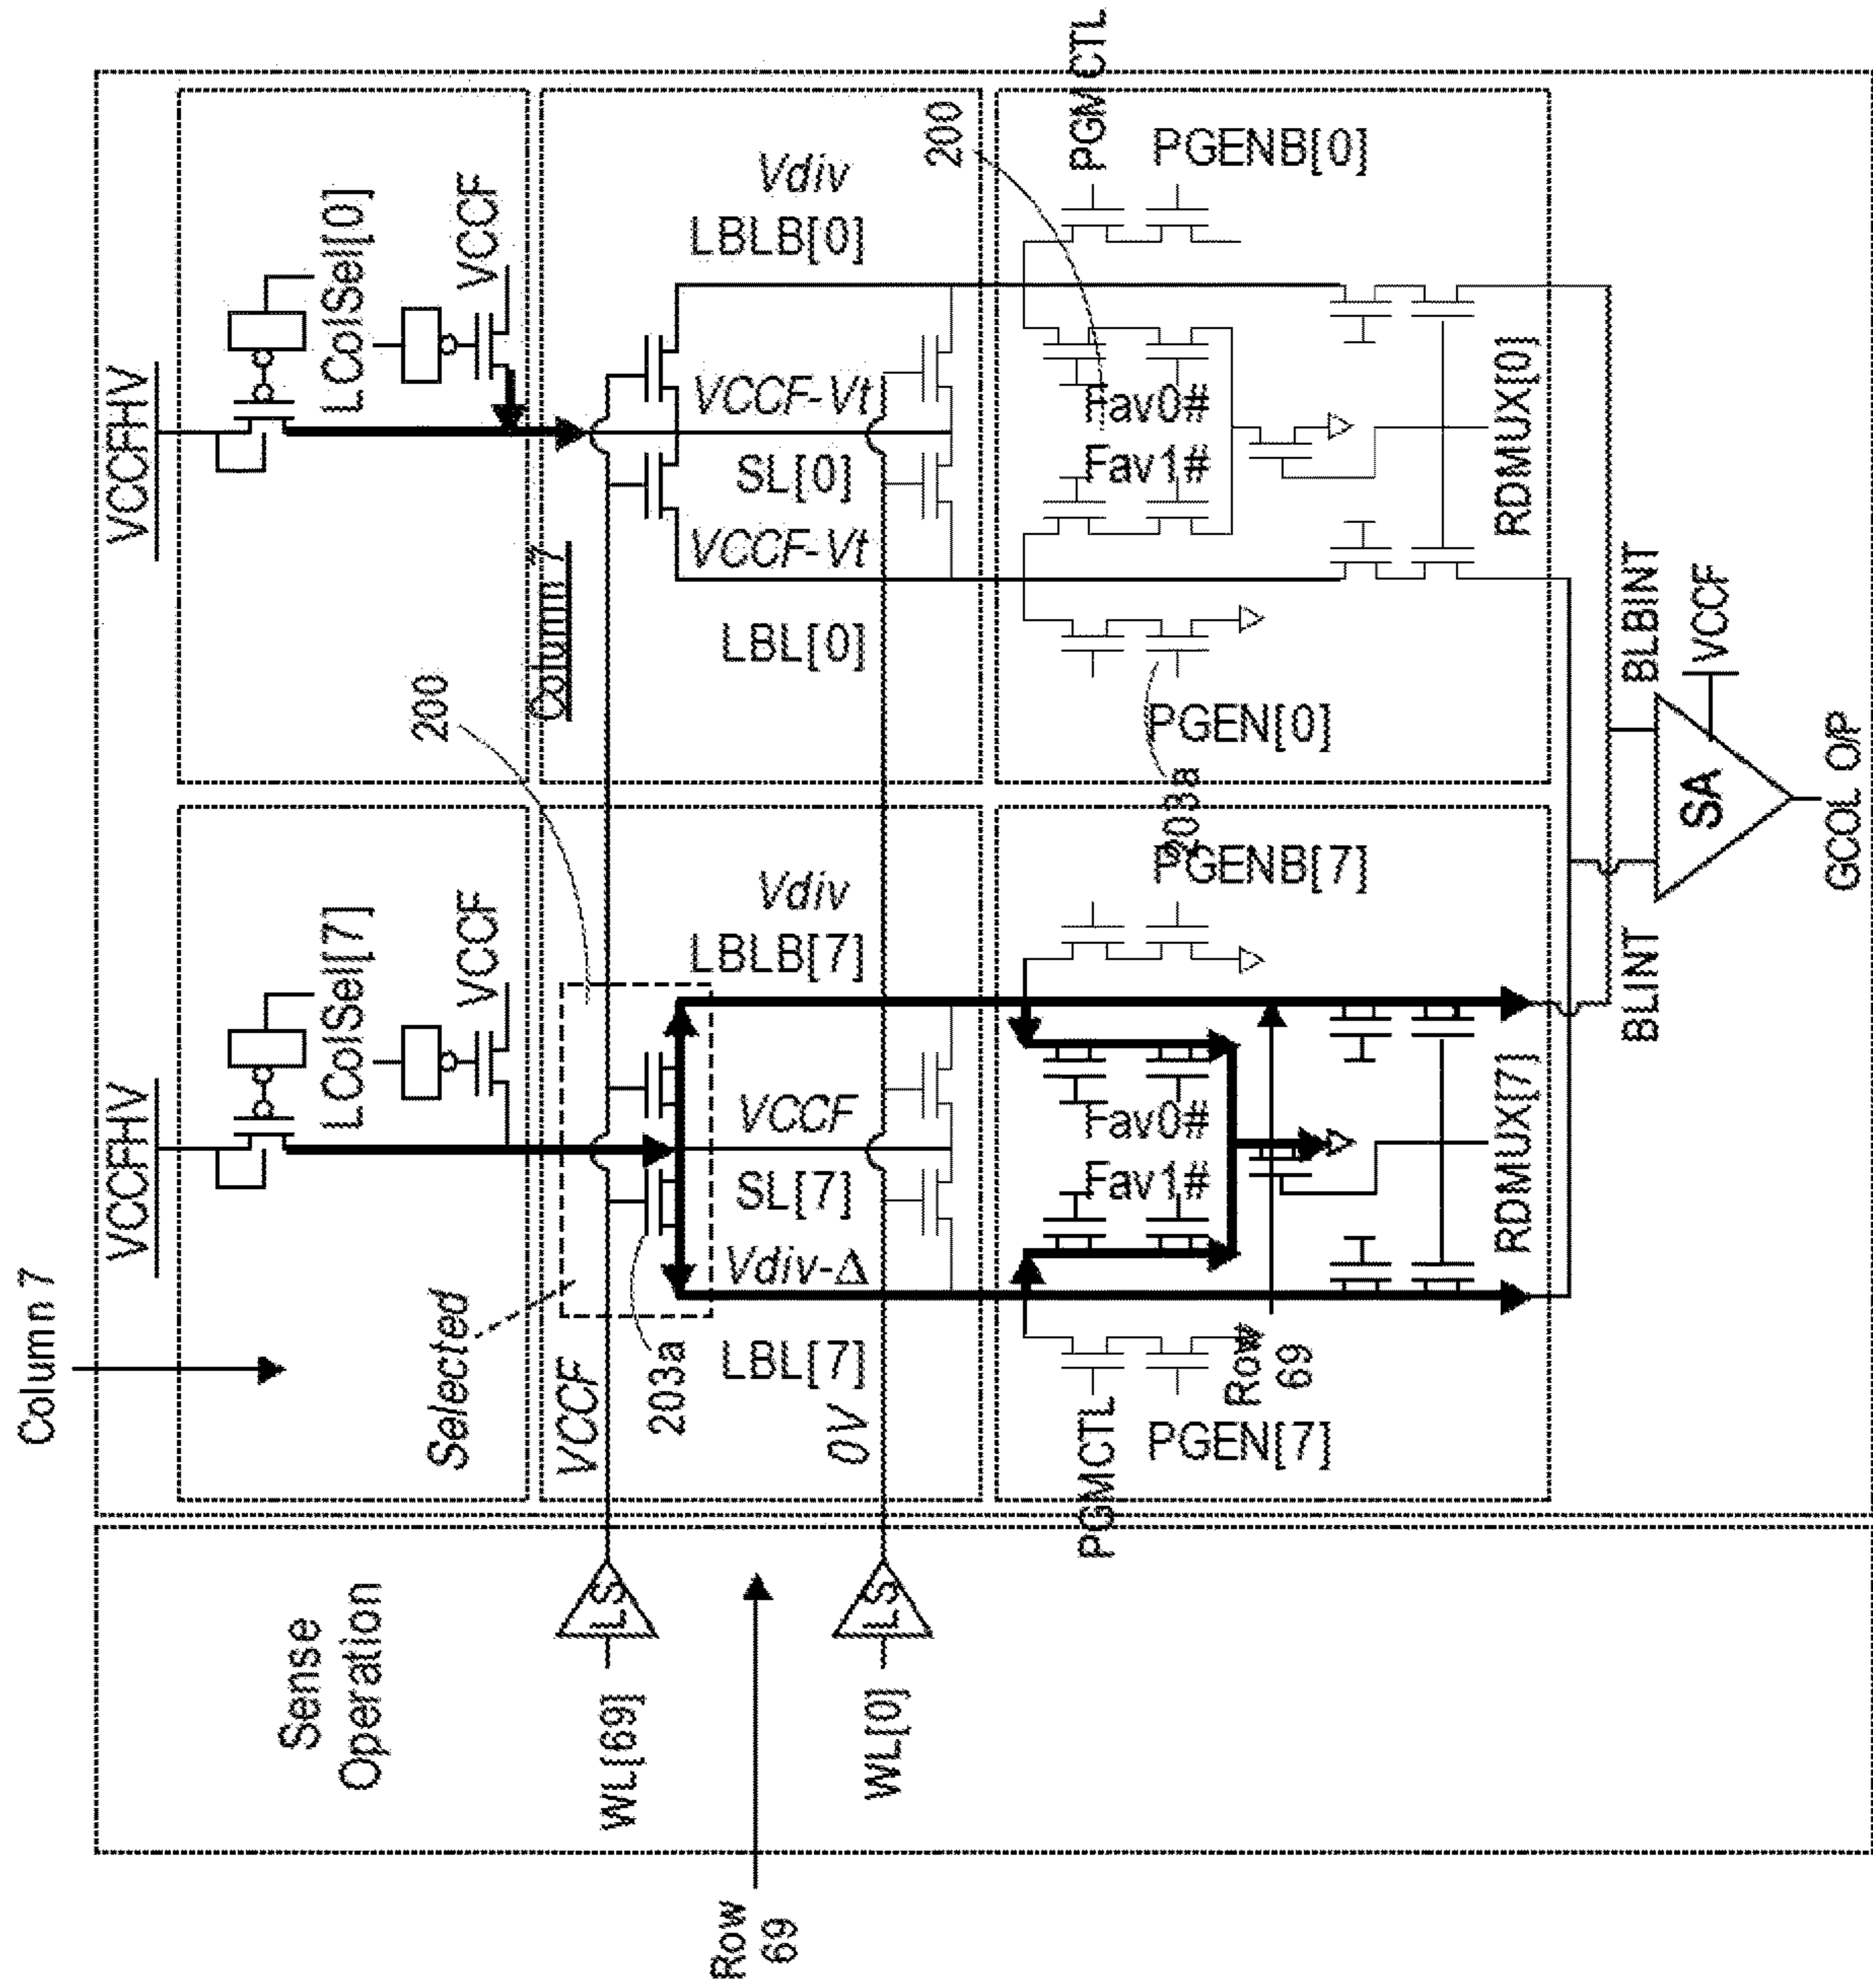 Column 7
VCCFHV
VCCFHV
LColSel[7]
LColSel[0]
VCCF
VCCF
Sense
Operation
Selected
200
Column 7
VCCF
203a
LS
WL[69]
Vdiv
LBLB[7]
VCCF
SL[7]
Vdiv-Δ
LBL[7]
Vdiv
LBLB[0]
VCCF-Vt
SL[0]
VCCF-Vt
LBL[0]
0V
LS
WL[0]
Row
69
PGMCTL
PGEN[7]
Row
69
Fav0#
Fav1#
PGENB[7]
203a
PGEN[0]
Fav0#
Fav1#
200
PGMCTL
PGENB[0]
RDMUX[7]
RDMUX[0]
BLINT
BLBINT
SA
VCCF
GCOL O/P